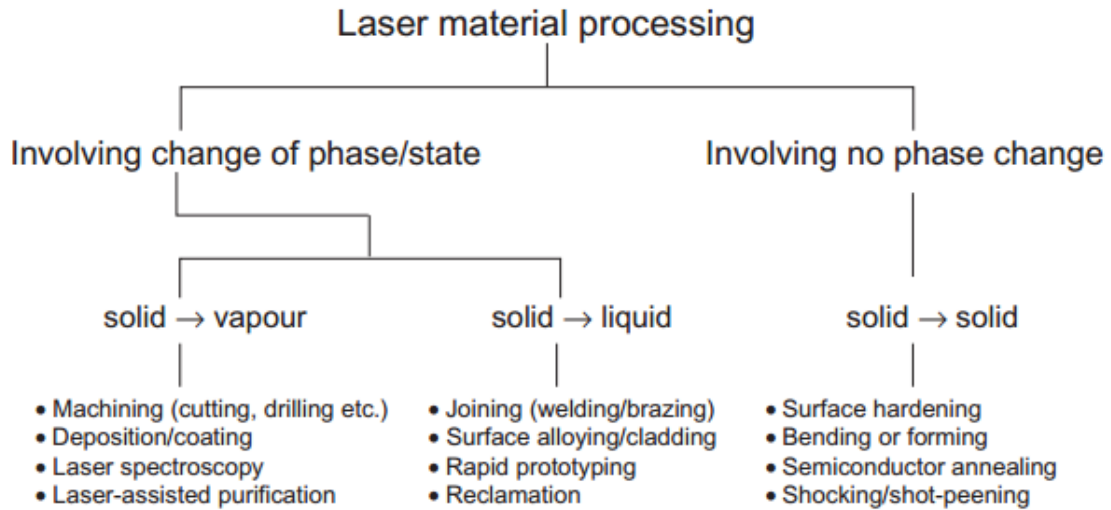 Laser material processing
Involving change of phase/state
Involving no phase change
solid → vapour
solid → liquid
solid → solid
• Machining (cutting, drilling etc.)
• Deposition/coating
• Laser spectroscopy
• Laser-assisted purification
• Joining (welding/brazing)
• Surface alloying/cladding
• Rapid prototyping
• Reclamation
• Surface hardening
• Bending or forming
• Semiconductor annealing
• Shocking/shot-peening